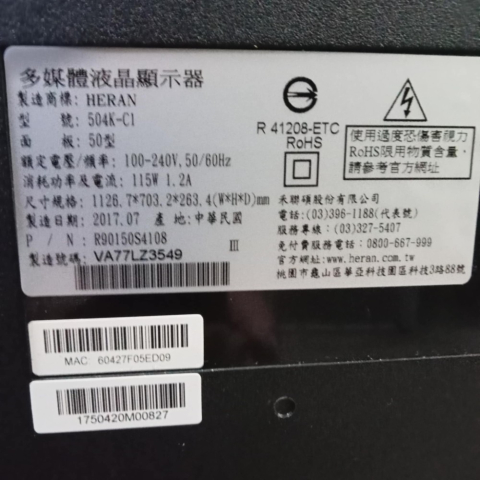 多媒體液晶顯示器
製造商標: HERAN
型 號: 504K-C1
面 板: 50型
額定電壓/頻率: 100-240V, 50/60Hz
消耗功率及電流: 115W 1.2A
尺寸規格: 1126.7*703.2*263.4(W*H*D)mm
製造日期: 2017.07 產 地:中華民國
P / N : R90150S4108 III
製造號碼: VA77LZ3549
R 41208-ETC
RoHS
使用過度恐傷害視力
RoHS限用物質含量,
請參考官方網址
禾聯碩股份有限公司
電話:(03)396-1188(代表號)
服務專線:(03)327-5407
免付費服務電話: 0800-667-999
官方網址:www.heran.com.tw
桃園市龜山區華亞科技園區科技3路88號
MAC 60427F05ED09
1750420M00827